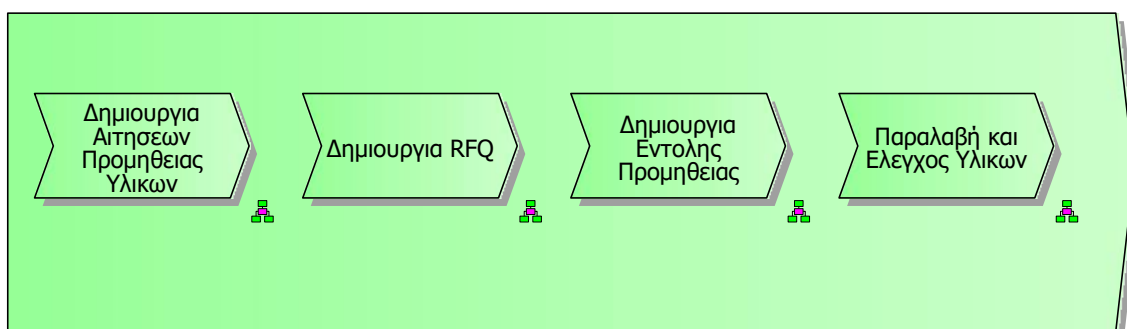 Δημιουργια
Αιτησεων
Προμηθειας
Υλικων
Δημιουργια RFQ
Δημιουργια
Εντολης
Προμηθειας
Παραλαβή και
Ελεγχος Υλικων